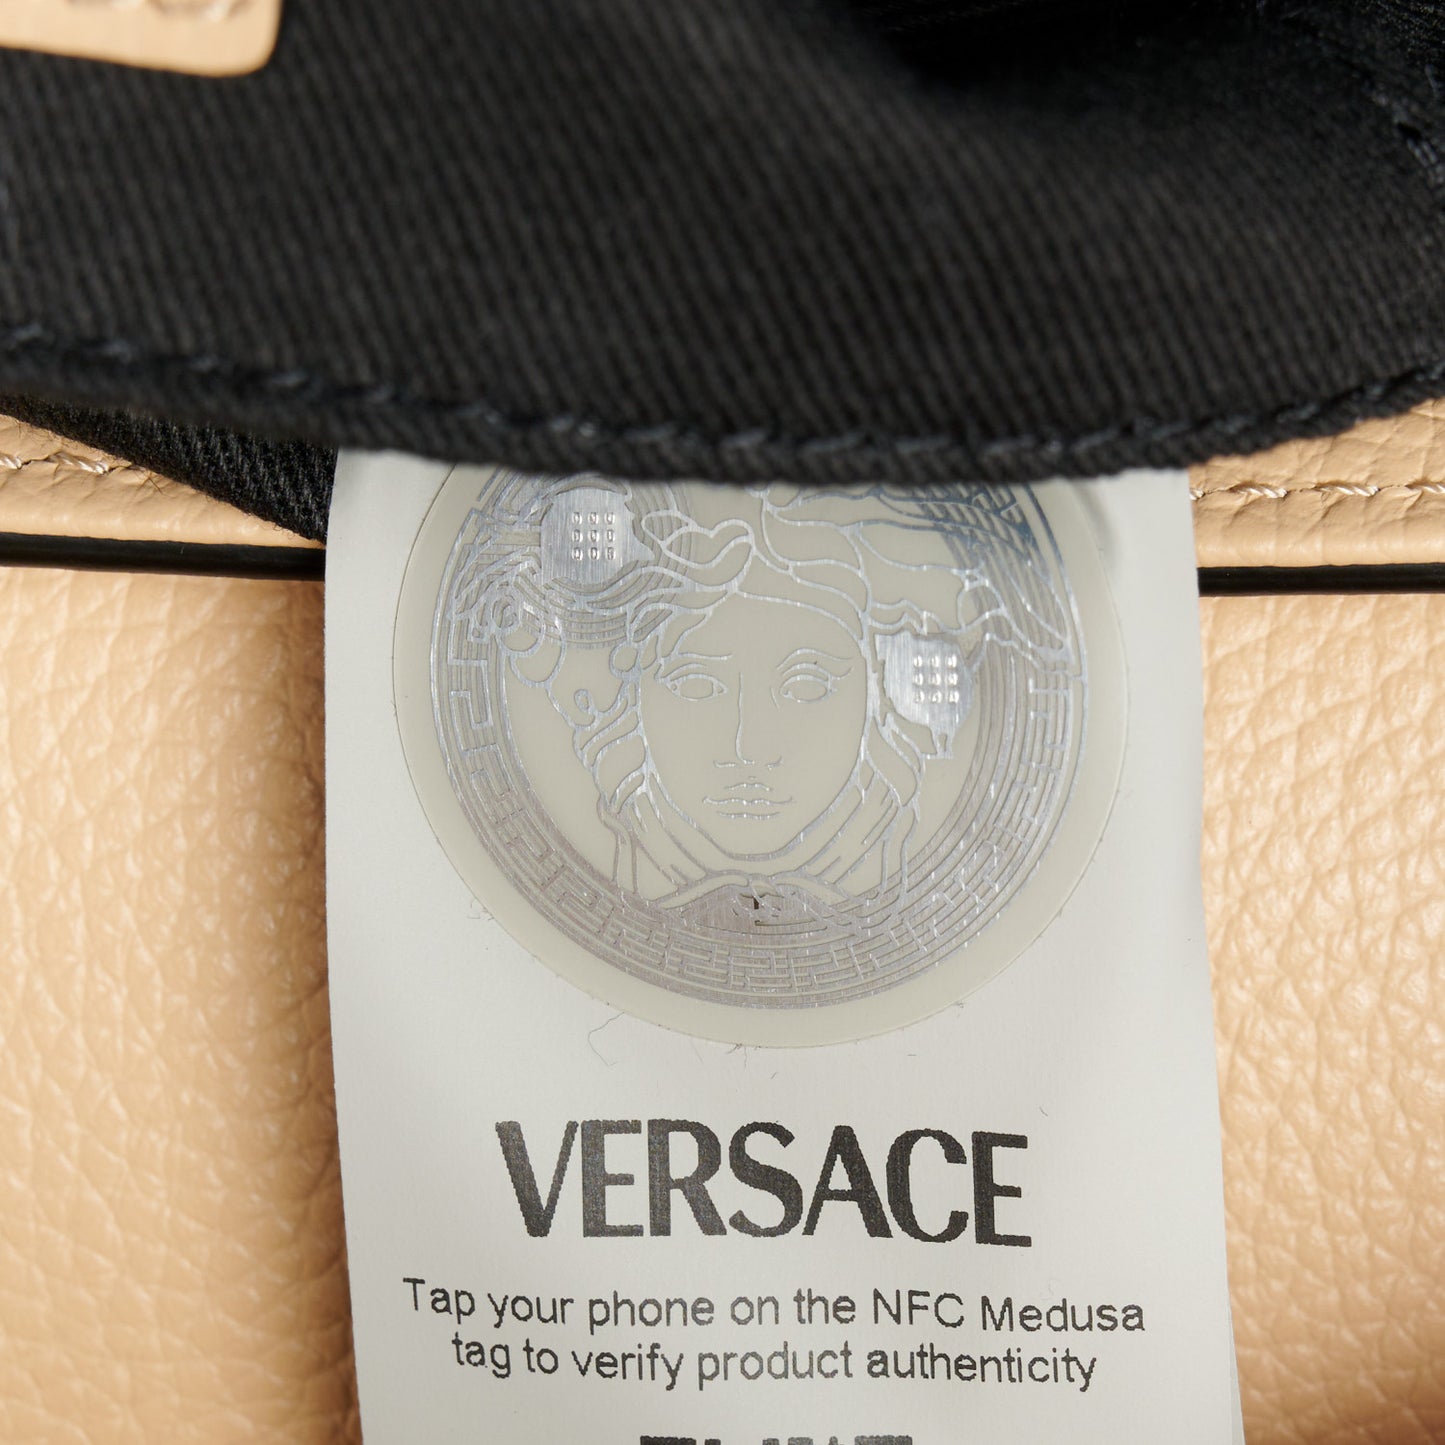 VERSACE
Tap your phone on the NFC Medusa
tag to verify product authenticity